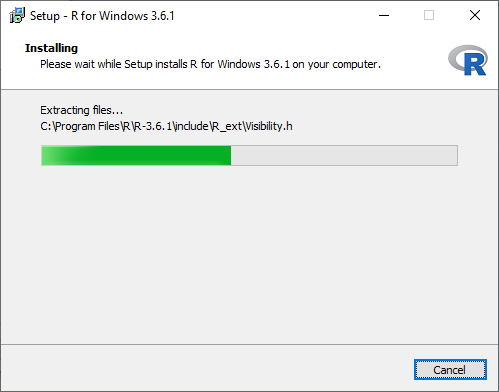 Setup - R for Windows 3.6.1
Installing
Please wait while Setup installs R for Windows 3.6.1 on your computer.
R
Extracting files...
C:\Program Files\R\R-3.6.1\include\R_ext\Visibility.h
Cancel